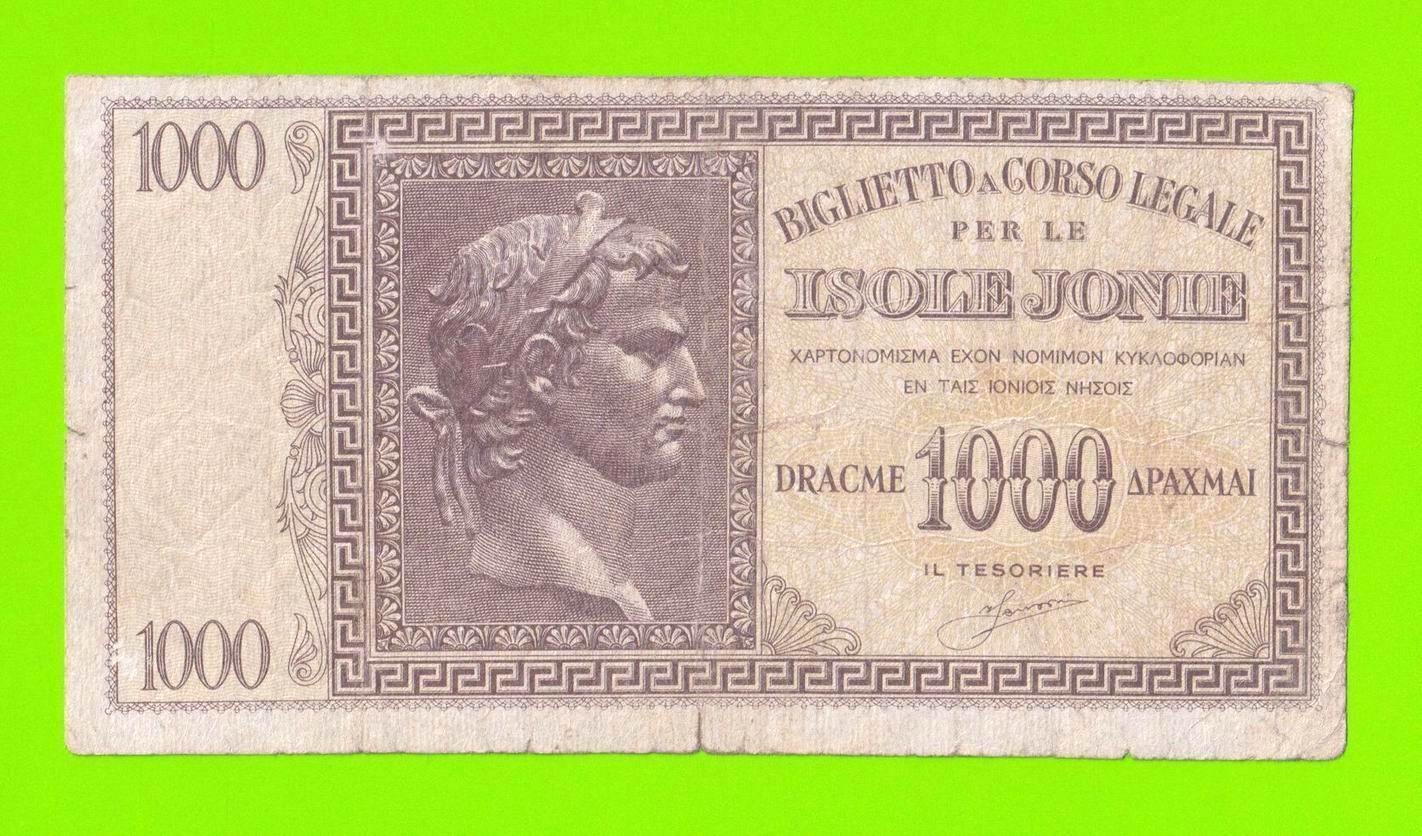 1000
BIGLIETTO A CORSO LEGALE
PER LE
ISOLE JONIE
ΧΑΡΤΟΝΟΜΙΣΜΑ ΕΧΟΝ ΝΟΜΙΜΟΝ ΚΥΚΛΟΦΟΡΙΑΝ
ΕΝ ΤΑΙΣ ΙΟΝΙΟΙΣ ΝΗΣΟΙΣ
DRACME 1000 ΔΡΑΧΜΑΙ
IL TESORIERE
1000